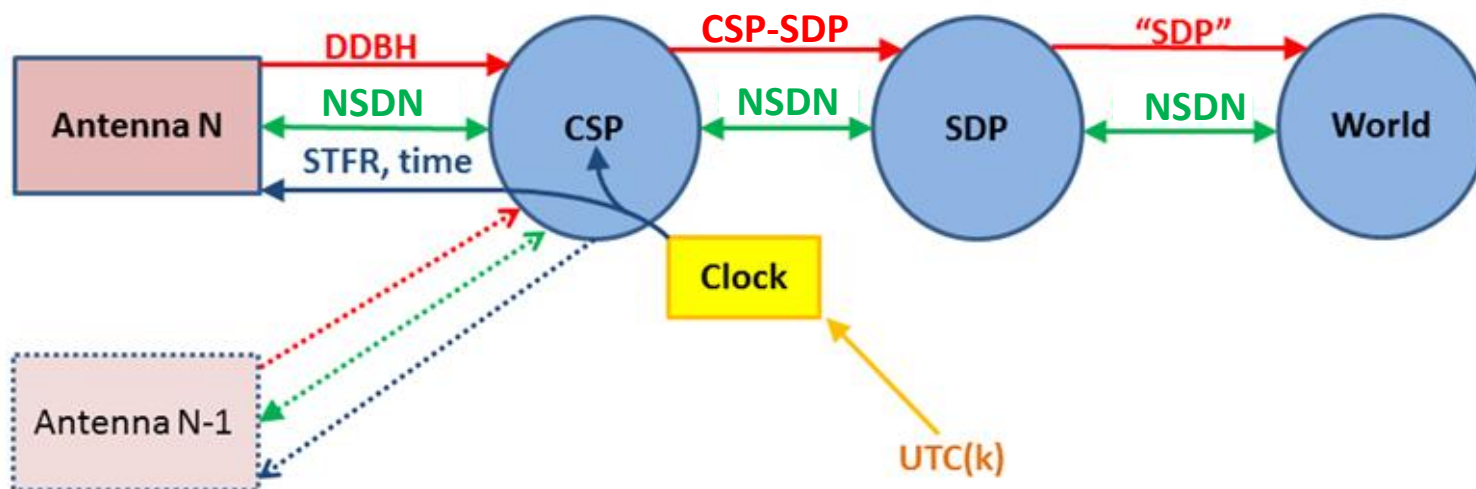 DDBH
CSP-SDP
“SDP”
Antenna N
NSDN
CSP
NSDN
SDP
NSDN
World
STFR, time
Clock
Antenna N-1
UTC(k)